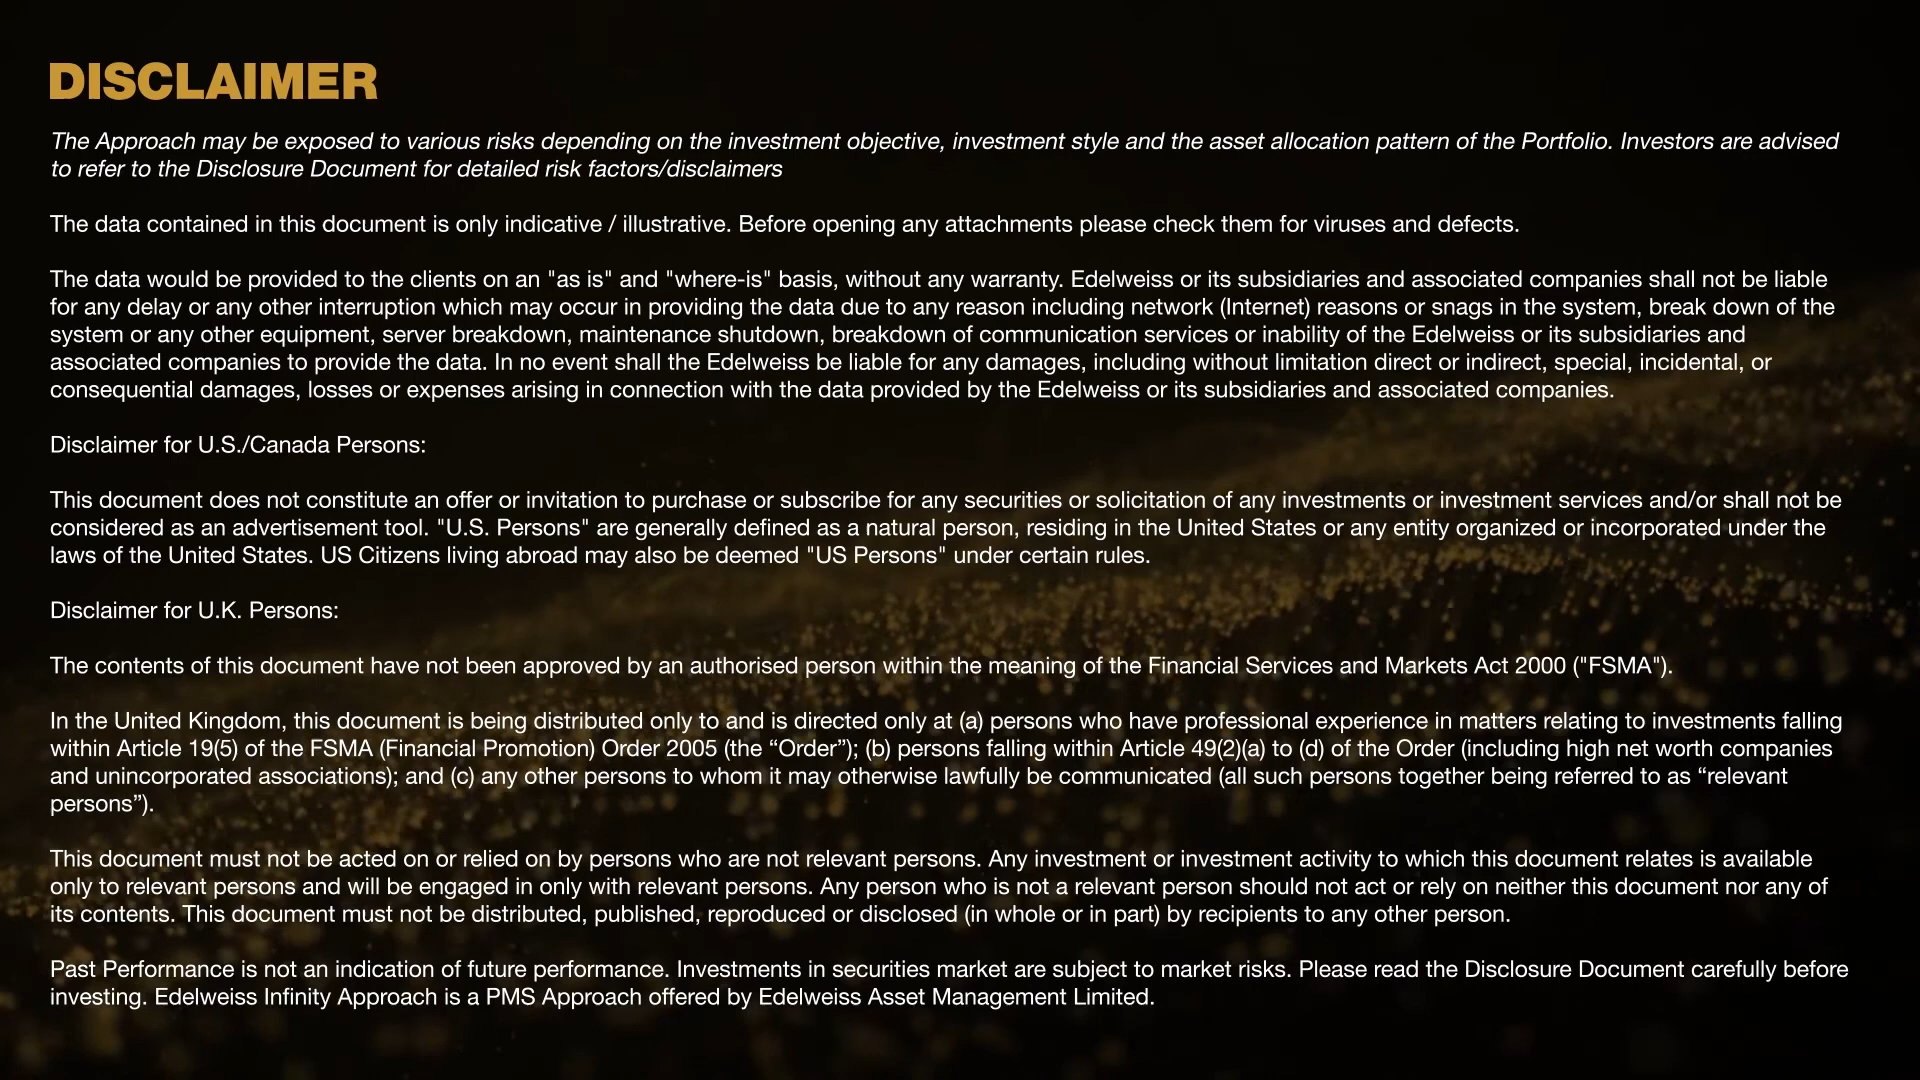 DISCLAIMER
The Approach may be exposed to various risks depending on the investment objective, investment style and the asset allocation pattern of the Portfolio. Investors are advised
to refer to the Disclosure Document for detailed risk factors/disclaimers
The data contained in this document is only indicative / illustrative. Before opening any attachments please check them for viruses and defects.
The data would be provided to the clients on an "as is" and "where-is" basis, without any warranty. Edelweiss or its subsidiaries and associated companies shall not be liable
for any delay or any other interruption which may occur in providing the data due to any reason including network (Internet) reasons or snags in the system, break down of the
system or any other equipment, server breakdown, maintenance shutdown, breakdown of communication services or inability of the Edelweiss or its subsidiaries and
associated companies to provide the data. In no event shall the Edelweiss be liable for any damages, including without limitation direct or indirect, special, incidental, or
consequential damages, losses or expenses arising in connection with the data provided by the Edelweiss or its subsidiaries and associated companies.
Disclaimer for U.S./Canada Persons:
This document does not constitute an offer or invitation to purchase or subscribe for any securities or solicitation of any investments or investment services and/or shall not be
considered as an advertisement tool. "U.S. Persons" are generally defined as a natural person, residing in the United States or any entity organized or incorporated under the
laws of the United States. US Citizens living abroad may also be deemed "US Persons" under certain rules.
Disclaimer for U.K. Persons:
The contents of this document have not been approved by an authorised person within the meaning of the Financial Services and Markets Act 2000 ("FSMA").
In the United Kingdom, this document is being distributed only to and is directed only at (a) persons who have professional experience in matters relating to investments falling
within Article 19(5) of the FSMA (Financial Promotion) Order 2005 (the “Order”); (b) persons falling within Article 49(2)(a) to (d) of the Order (including high net worth companies
and unincorporated associations); and (c) any other persons to whom it may otherwise lawfully be communicated (all such persons together being referred to as “relevant
persons”).
This document must not be acted on or relied on by persons who are not relevant persons. Any investment or investment activity to which this document relates is available
only to relevant persons and will be engaged in only with relevant persons. Any person who is not a relevant person should not act or rely on neither this document nor any of
its contents. This document must not be distributed, published, reproduced or disclosed (in whole or in part) by recipients to any other person.
Past Performance is not an indication of future performance. Investments in securities market are subject to market risks. Please read the Disclosure Document carefully before
investing. Edelweiss Infinity Approach is a PMS Approach offered by Edelweiss Asset Management Limited.